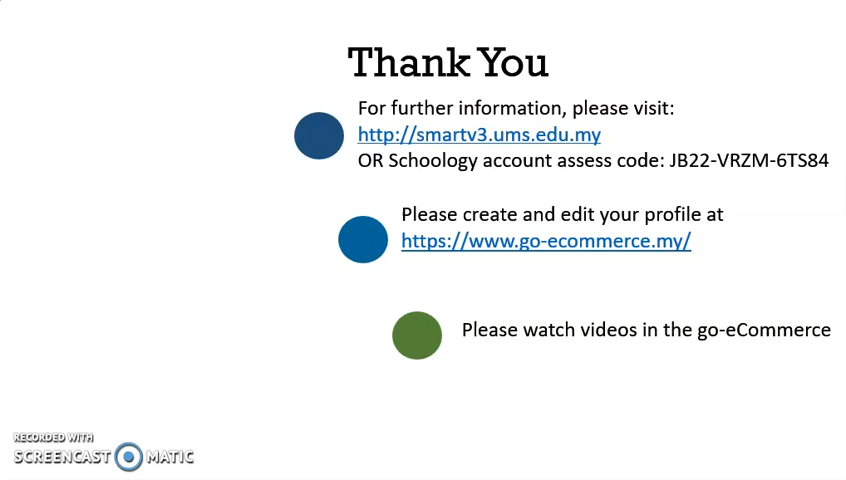 Thank You
For further information, please visit:
http://smartv3.ums.edu.my
OR Schoology account assess code: JB22-VRZM-6TS84
Please create and edit your profile at
https://www.go-ecommerce.my/
Please watch videos in the go-eCommerce
RECORDED WITH
SCREENCAST MATIC